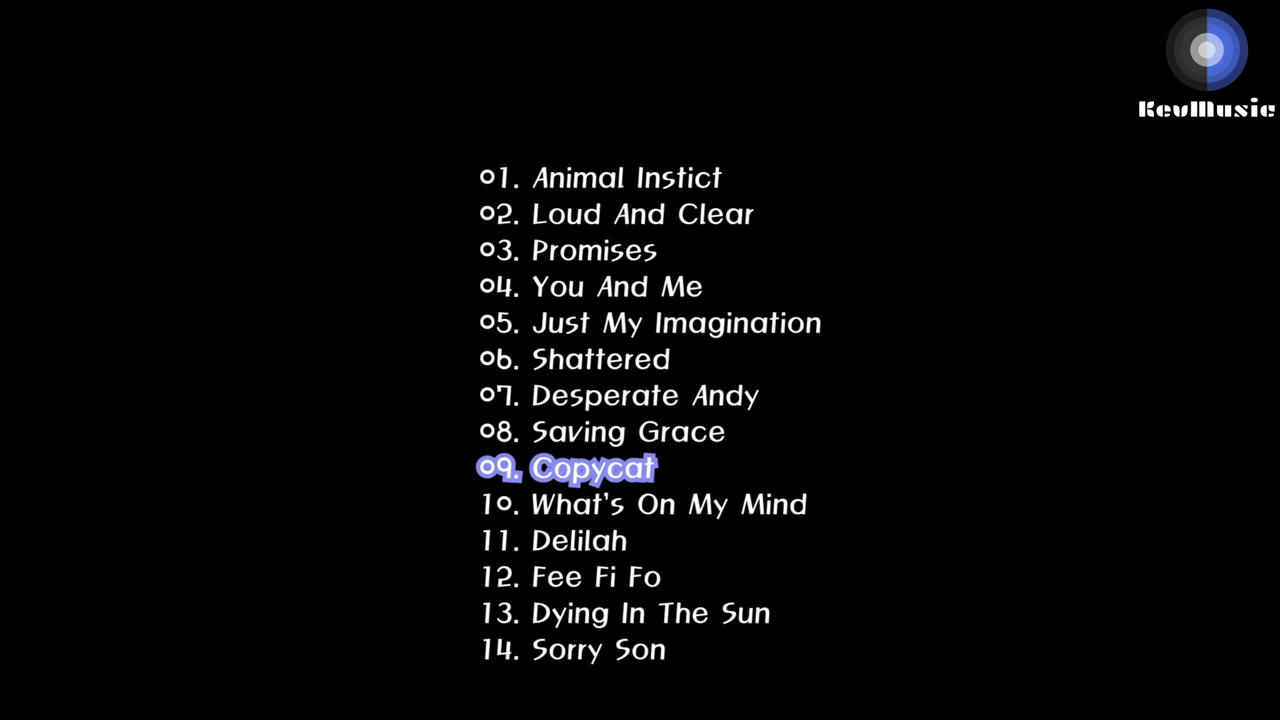 KevMusic
01. Animal Instict
02. Loud And Clear
03. Promises
04. You And Me
05. Just My Imagination
06. Shattered
07. Desperate Andy
08. Saving Grace
09. Copycat
10. What's On My Mind
11. Delilah
12. Fee Fi Fo
13. Dying In The Sun
14. Sorry Son